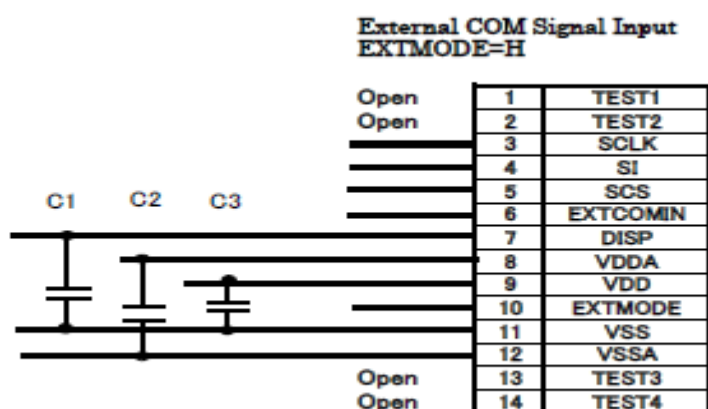 External COM Signal Input
EXTMODE=H
Open 1 TEST1
Open 2 TEST2
3 SCLK
4 SI
5 SCS
6 EXTCOMIN
7 DISP
8 VDDA
9 VDD
10 EXTMODE
11 VSS
12 VSSA
Open 13 TEST3
Open 14 TEST4
C1 C2 C3